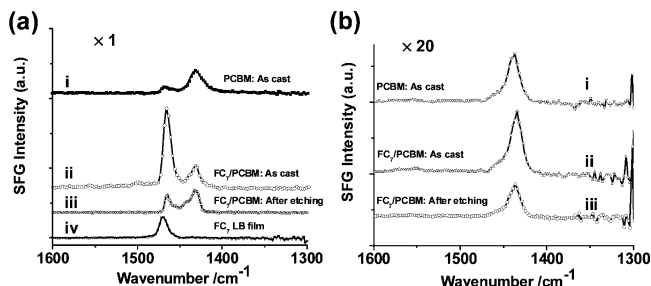 (a)
× 1
SFG Intensity (a.u.)
i
PCBM: As cast
ii
FC₇/PCBM: As cast
iii
FC₇/PCBM: After etching
iv
FC₇ LB film
1600
1500
1400
1300
Wavenumber /cm⁻¹
(b)
× 20
SFG Intensity (a.u.)
PCBM: As cast
i
FC₇/PCBM: As cast
ii
FC₇/PCBM: After etching
iii
1600
1500
1400
1300
Wavenumber /cm⁻¹